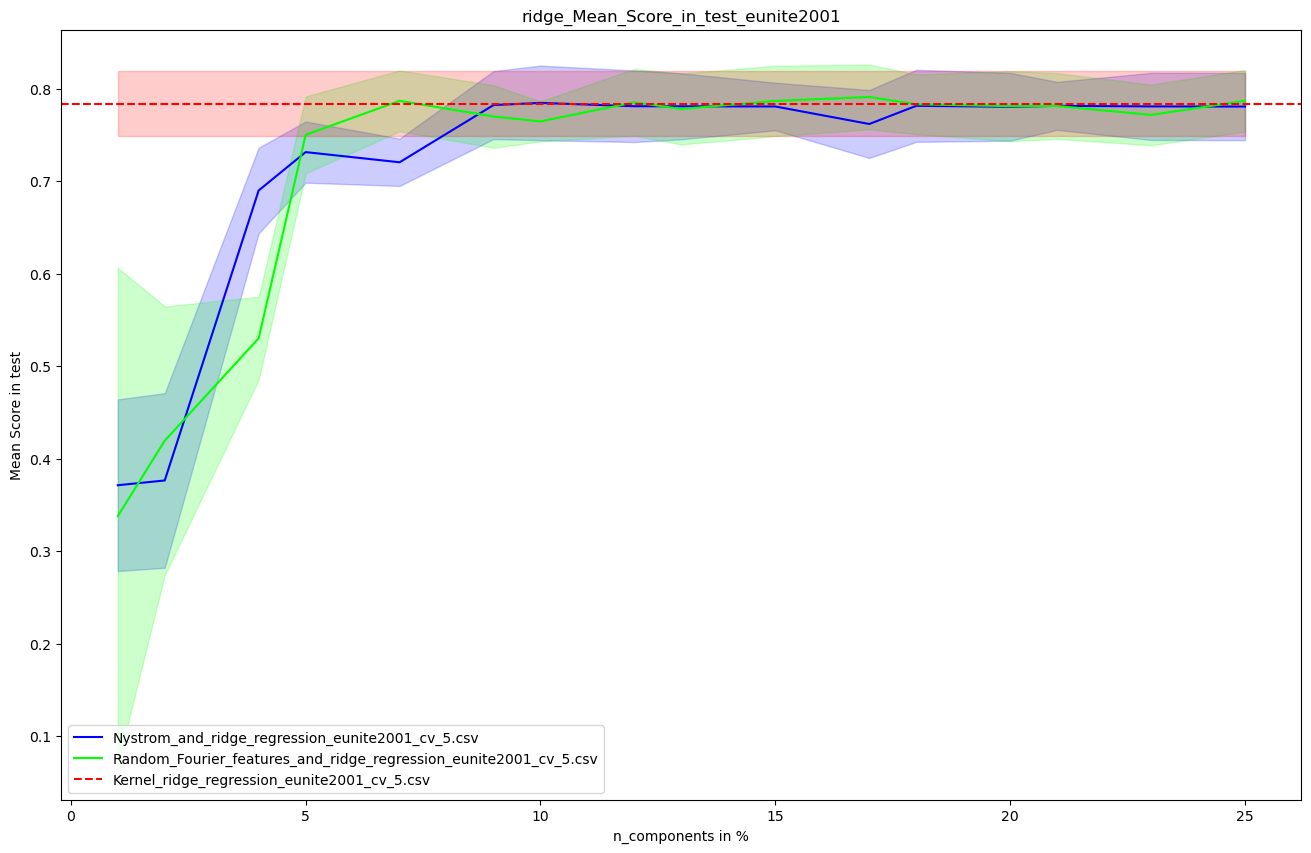 ridge_Mean_Score_in_test_eunite2001
Mean Score in test
0.8
0.7
0.6
0.5
0.4
0.3
0.2
0.1
Nystrom_and_ridge_regression_eunite2001_cv_5.csv
Random_Fourier_features_and_ridge_regression_eunite2001_cv_5.csv
Kernel_ridge_regression_eunite2001_cv_5.csv
0 5 10 15 20 25
n_components in %